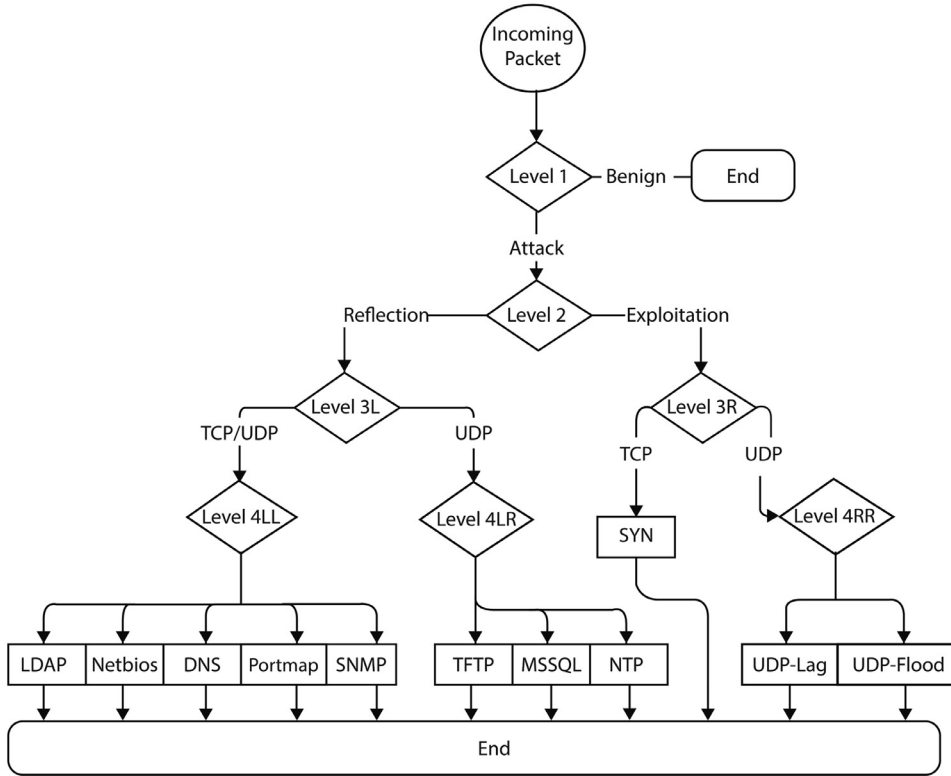 Incoming
Packet
Level 1
Benign
End
Attack
Reflection
Level 2
Exploitation
Level 3L
Level 3R
TCP/UDP
UDP
TCP
UDP
Level 4LL
Level 4LR
SYN
Level 4RR
LDAP
Netbios
DNS
Portmap
SNMP
TFTP
MSSQL
NTP
UDP-Lag
UDP-Flood
End